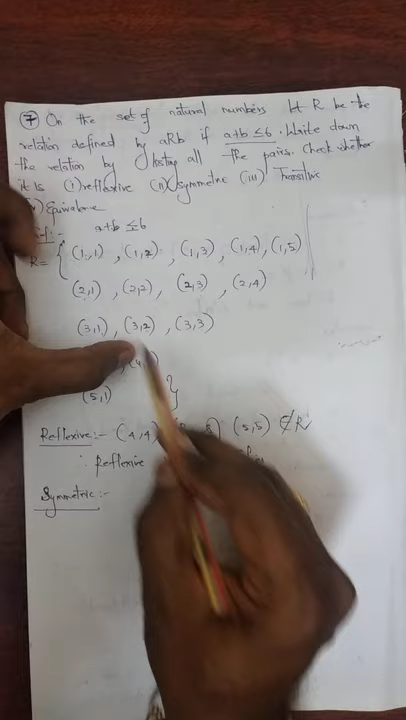 ⑦ On the set of natural numbers let R be the
relation defined by aRb if a+b ≤ 6. Write down
the relation by listing all the pairs. Check whether
it is (i) reflexive (ii) symmetric (iii) Transitive
Equivalence
a+b ≤ 6
R = { (1,1), (1,2), (1,3), (1,4), (1,5)
(2,1), (2,2), (2,3), (2,4)
(3,1), (3,2), (3,3)
(5,1) }
Reflexive:- (4,4) (5,5) ∉ R
∴ Reflexive
Symmetric:-